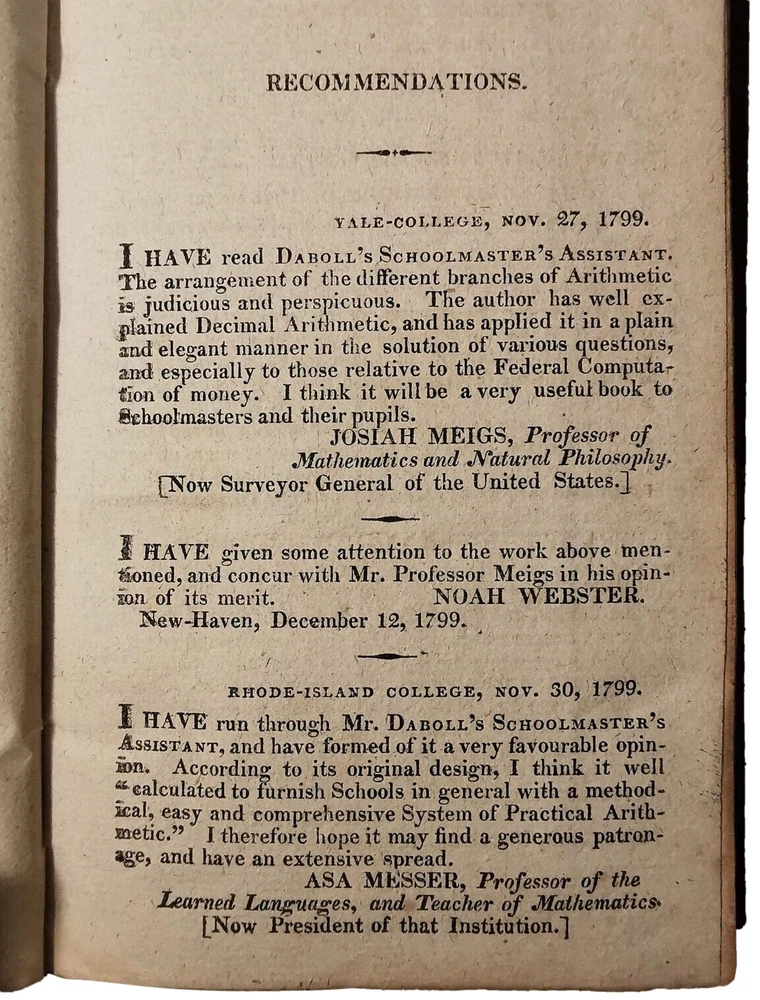 RECOMMENDATIONS.
YALE-COLLEGE, NOV. 27, 1799.
I HAVE read DABOLL'S SCHOOLMASTER'S ASSISTANT.
The arrangement of the different branches of Arithmetic
is judicious and perspicuous. The author has well ex-
plained Decimal Arithmetic, and has applied it in a plain
and elegant manner in the solution of various questions,
and especially to those relative to the Federal Computa-
tion of money. I think it will be a very useful book to
Schoolmasters and their pupils.
JOSIAH MEIGS, Professor of
Mathematics and Natural Philosophy.
[Now Surveyor General of the United States.]
I HAVE given some attention to the work above men-
tioned, and concur with Mr. Professor Meigs in his opin-
ion of its merit. NOAH WEBSTER.
New-Haven, December 12, 1799.
RHODE-ISLAND COLLEGE, NOV. 30, 1799.
I HAVE run through Mr. DABOLL'S SCHOOLMASTER'S
ASSISTANT, and have formed of it a very favourable opin-
ion. According to its original design, I think it well
"calculated to furnish Schools in general with a method-
ical, easy and comprehensive System of Practical Arith-
metic." I therefore hope it may find a generous patron-
age, and have an extensive spread.
ASA MESSER, Professor of the
Learned Languages, and Teacher of Mathematics.
[Now President of that Institution.]